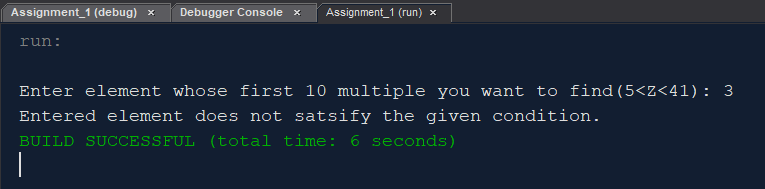 Assignment_1 (debug) × Debugger Console × Assignment_1 (run) ×
run:
Enter element whose first 10 multiple you want to find(5<Z<41): 3
Entered element does not satsify the given condition.
BUILD SUCCESSFUL (total time: 6 seconds)